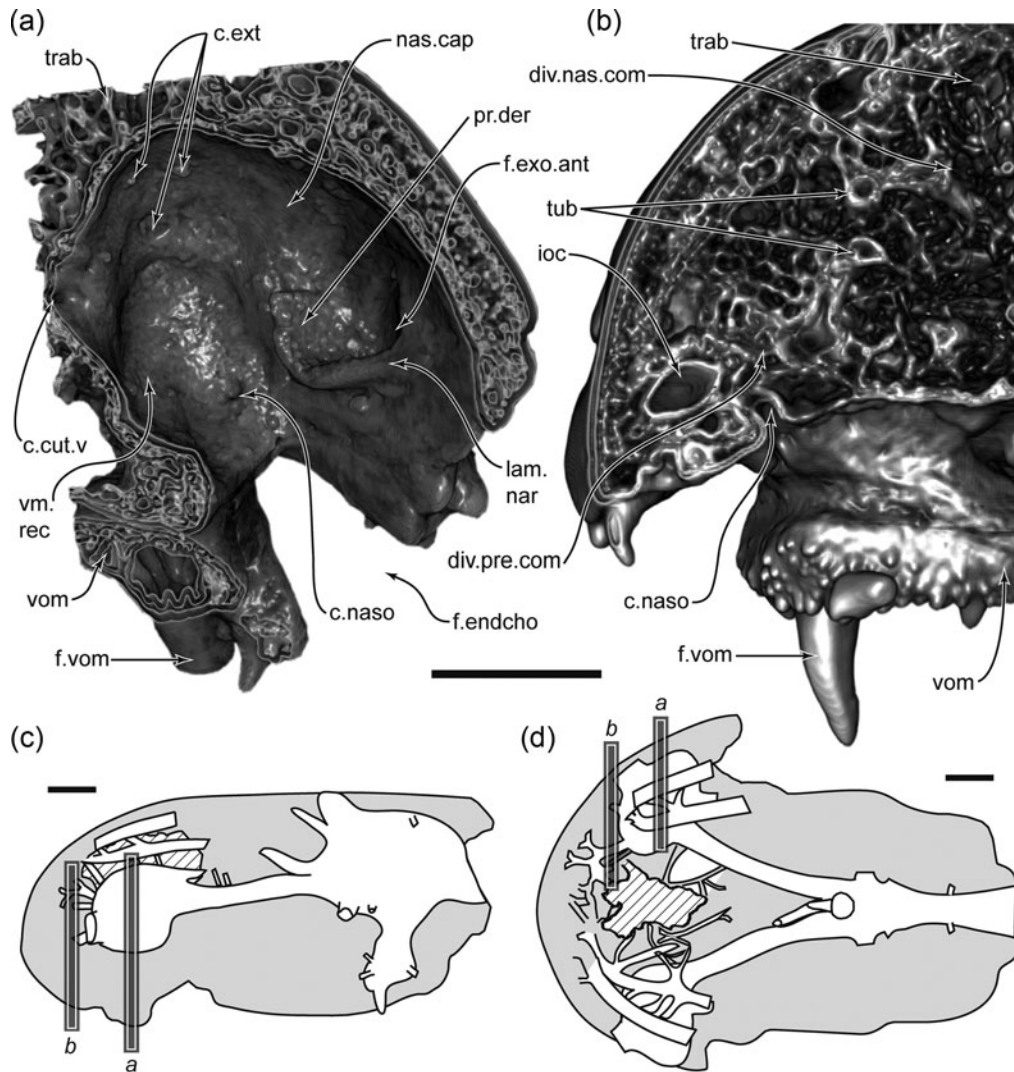 (a)
c.ext
trab
nas.cap
pr.der
f.exo.ant
c.cut.v
vm.
rec
vom
f.vom
c.naso
lam.
nar
f.endcho
(b)
trab
div.nas.com
tub
ioc
div.pre.com
c.naso
f.vom
vom
(c)
b
a
(d)
b
a